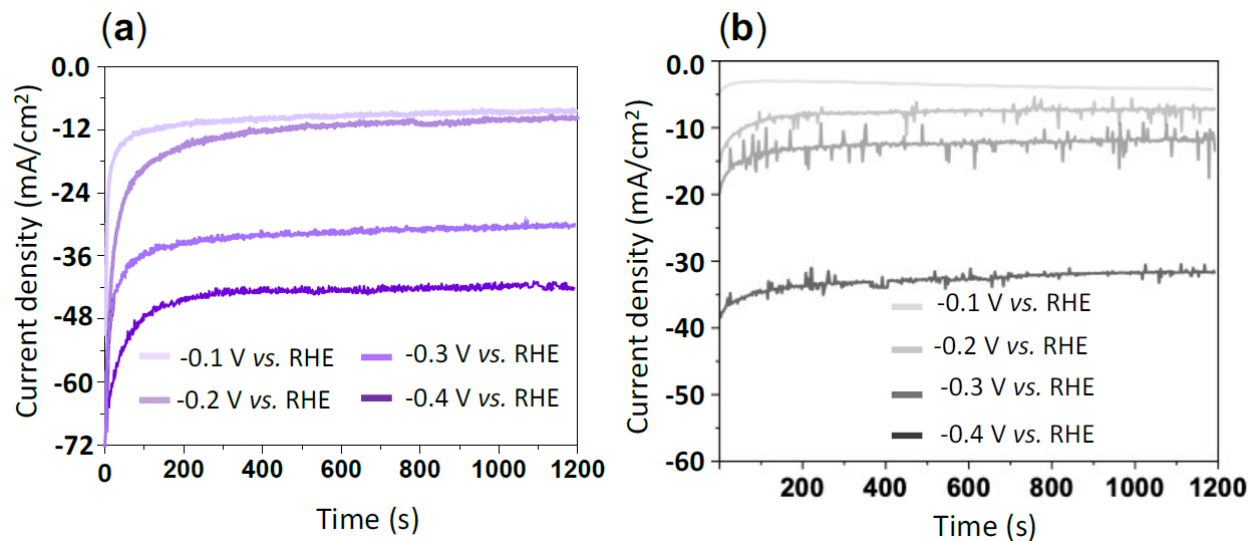 (a)
Current density (mA/cm²)
0.0
-12
-24
-36
-48
-60
-72
-0.1 V vs. RHE
-0.3 V vs. RHE
-0.2 V vs. RHE
-0.4 V vs. RHE
0
200
400
600
800
1000
1200
Time (s)
(b)
Current density (mA/cm²)
0.0
-10
-20
-30
-40
-50
-60
-0.1 V vs. RHE
-0.2 V vs. RHE
-0.3 V vs. RHE
-0.4 V vs. RHE
200
400
600
800
1000
1200
Time (s)